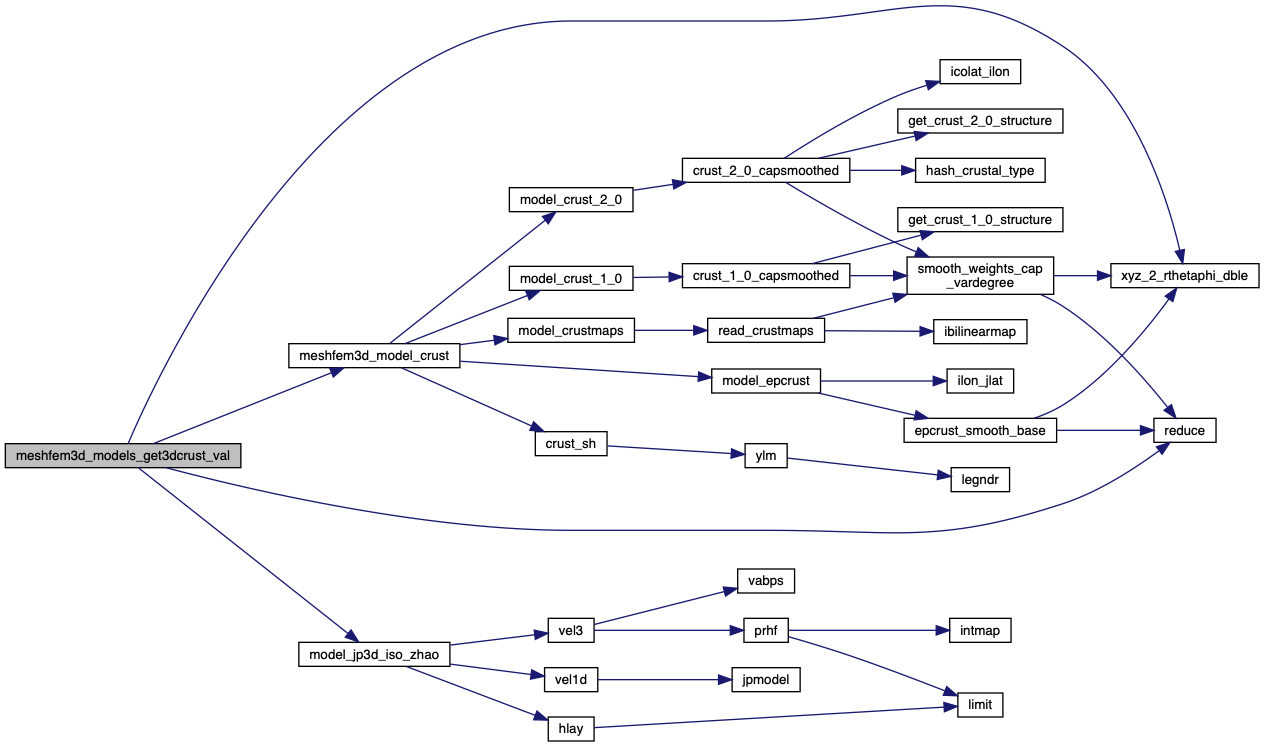 icolat_ilon
get_crust_2_0_structure
crust_2_0_capsmoothed
hash_crustal_type
model_crust_2_0
get_crust_1_0_structure
model_crust_1_0
crust_1_0_capsmoothed
smooth_weights_cap
_vardegree
xyz_2_rthetaphi_dble
model_crustmaps
read_crustmaps
ibilinearmap
meshfem3d_model_crust
model_epcrust
ilon_jlat
epcrust_smooth_base
reduce
crust_sh
meshfem3d_models_get3dcrust_val
ylm
legndr
vabps
vel3
prhf
intmap
model_jp3d_iso_zhao
vel1d
jpmodel
limit
hlay